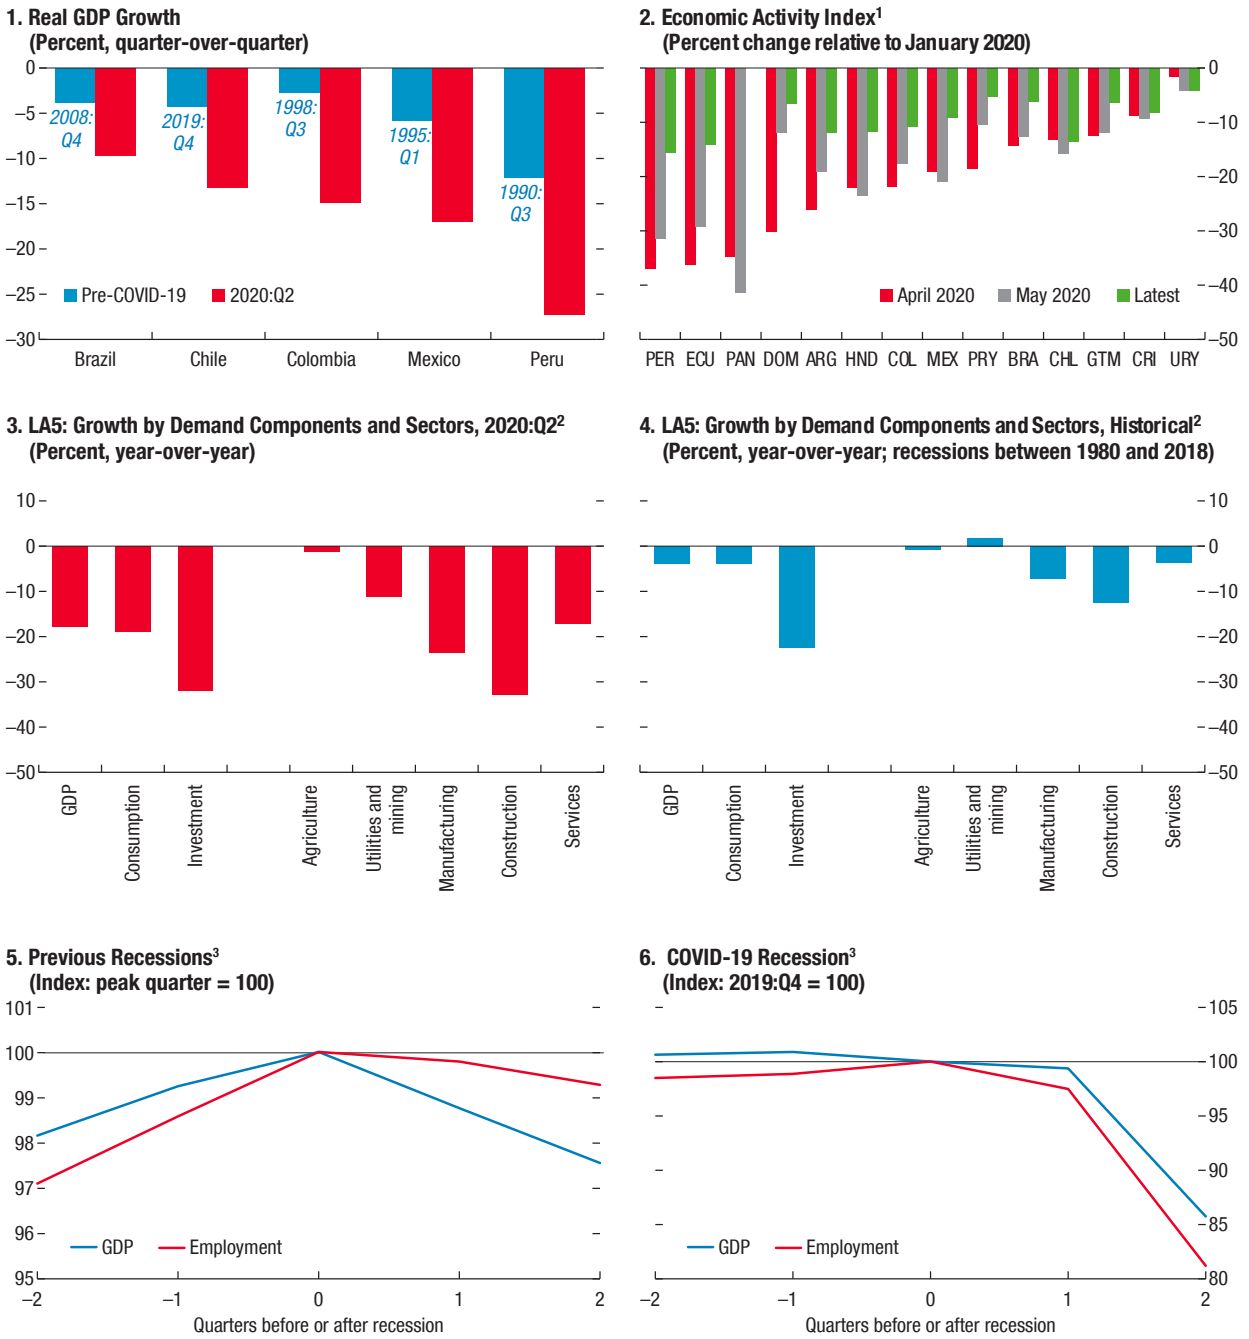 1. Real GDP Growth
(Percent, quarter-over-quarter)
0
–5
–10
–15
–20
–25
–30
2008:
Q4
2019:
Q4
1998:
Q3
1995:
Q1
1990:
Q3
Pre-COVID-19 2020:Q2
Brazil Chile Colombia Mexico Peru
2. Economic Activity Index¹
(Percent change relative to January 2020)
0
–10
–20
–30
–40
–50
April 2020 May 2020 Latest
PER ECU PAN DOM ARG HND COL MEX PRY BRA CHL GTM CRI URY
3. LA5: Growth by Demand Components and Sectors, 2020:Q2²
(Percent, year-over-year)
10
0
–10
–20
–30
–40
–50
GDP
Consumption
Investment
Agriculture
Utilities and
mining
Manufacturing
Construction
Services
4. LA5: Growth by Demand Components and Sectors, Historical²
(Percent, year-over-year; recessions between 1980 and 2018)
10
0
–10
–20
–30
–40
–50
GDP
Consumption
Investment
Agriculture
Utilities and
mining
Manufacturing
Construction
Services
5. Previous Recessions³
(Index: peak quarter = 100)
101
100
99
98
97
96
95
GDP Employment
–2 –1 0 1 2
Quarters before or after recession
6. COVID-19 Recession³
(Index: 2019:Q4 = 100)
105
100
95
90
85
80
GDP Employment
–2 –1 0 1 2
Quarters before or after recession